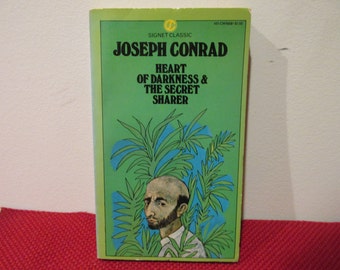 SIGNET CLASSIC
JOSEPH CONRAD
HEART
OF DARKNESS &
THE SECRET
SHARER